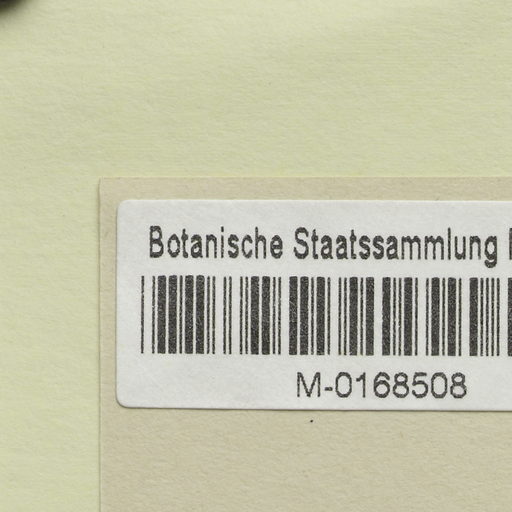 Botanische Staatssammlung
M-0168508